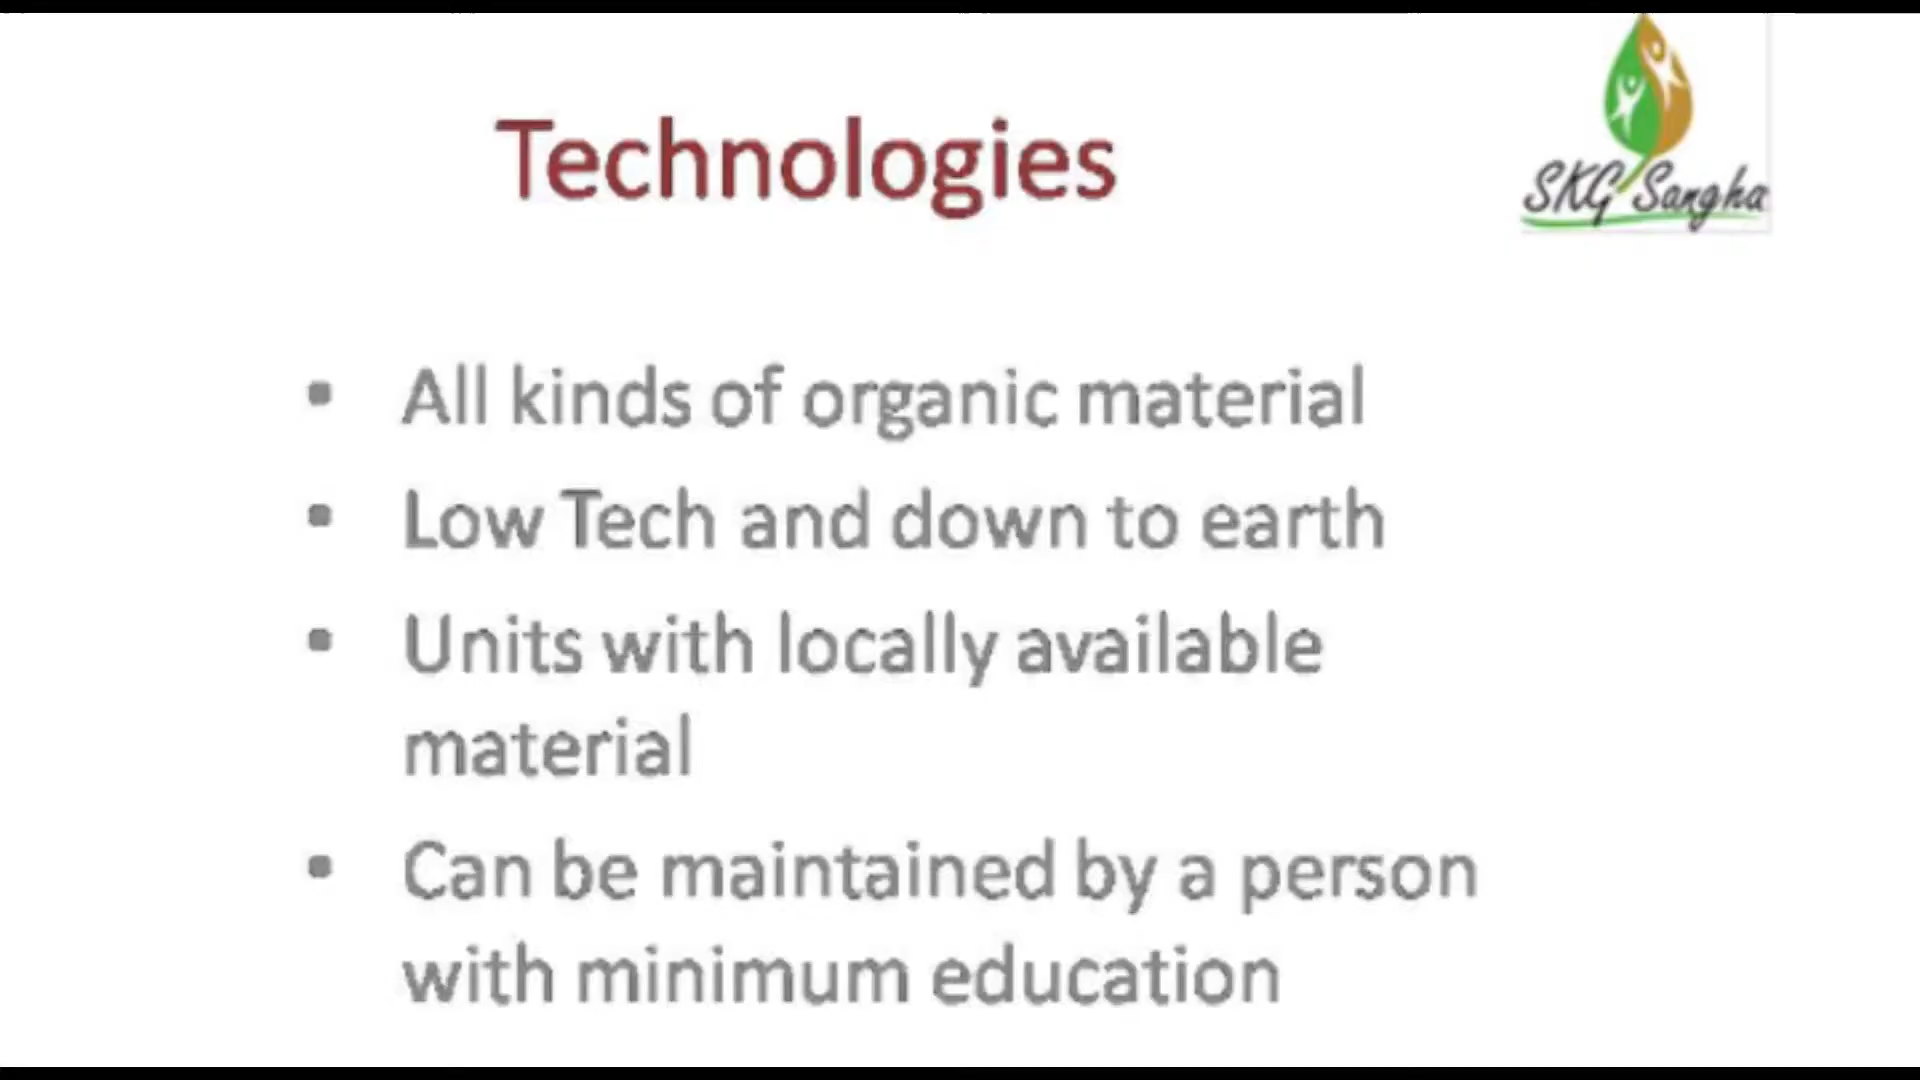 SKG Sangha
Technologies
▪ All kinds of organic material
▪ Low Tech and down to earth
▪ Units with locally available
material
▪ Can be maintained by a person
with minimum education